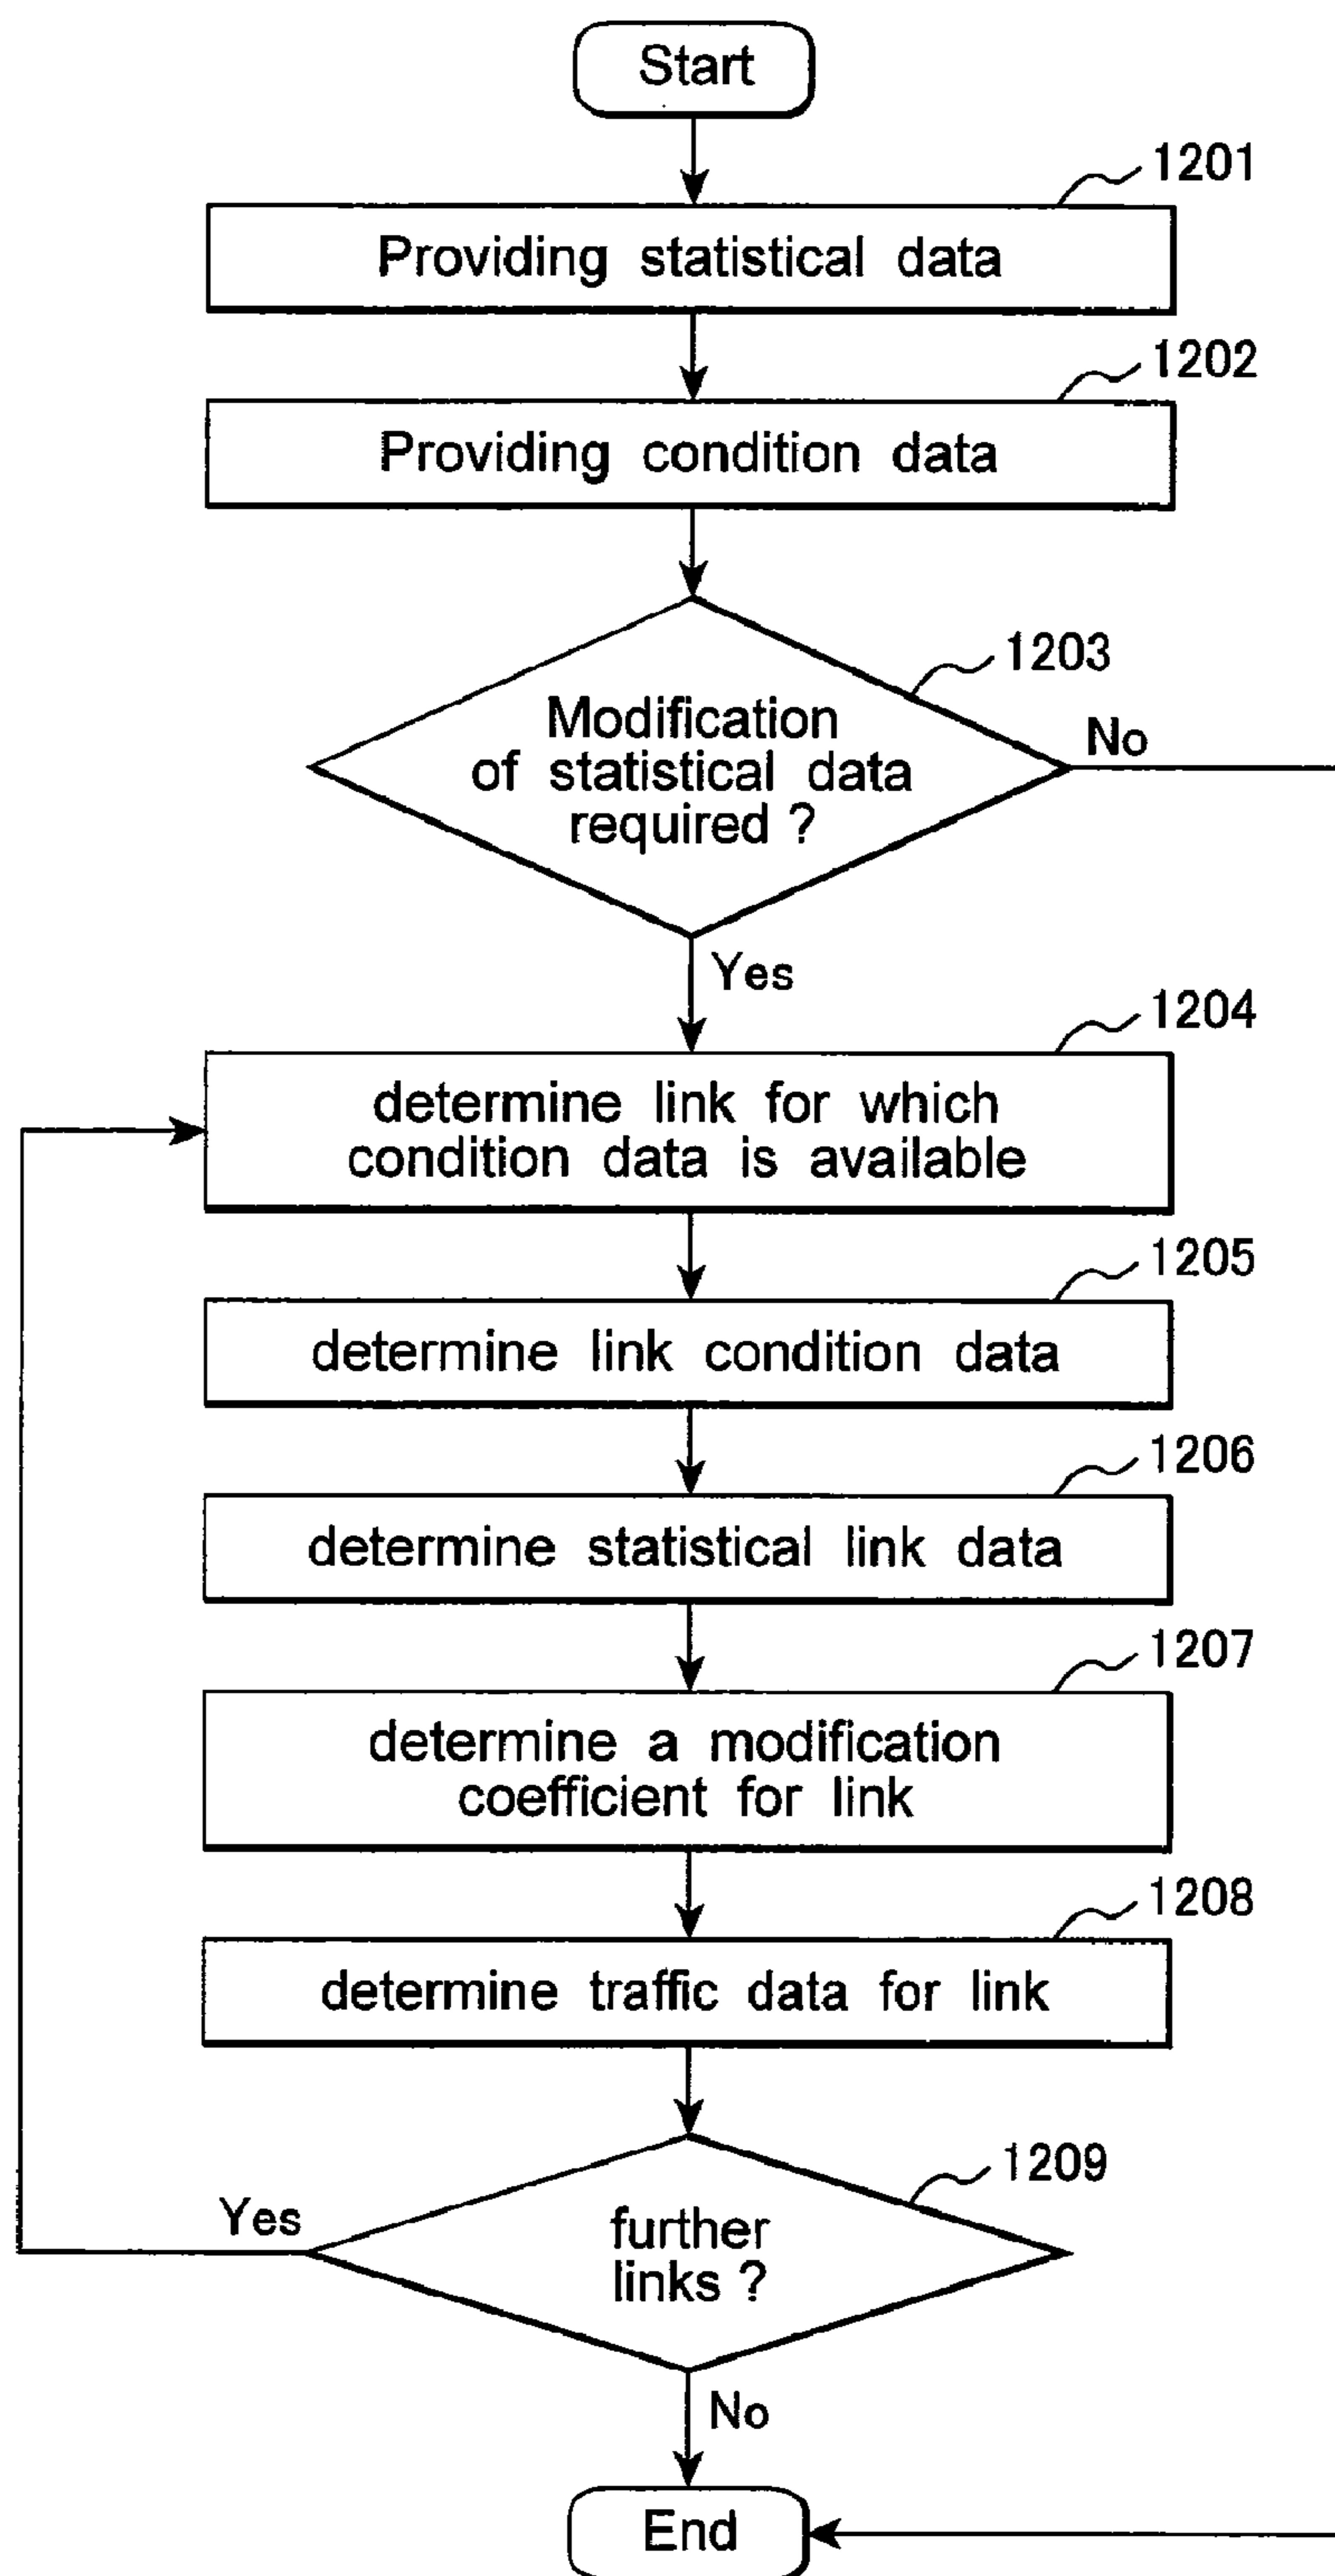 Start
1201
Providing statistical data
1202
Providing condition data
1203
Modification
of statistical data
required ?
No
Yes
1204
determine link for which
condition data is available
1205
determine link condition data
1206
determine statistical link data
1207
determine a modification
coefficient for link
1208
determine traffic data for link
1209
Yes
further
links ?
No
End